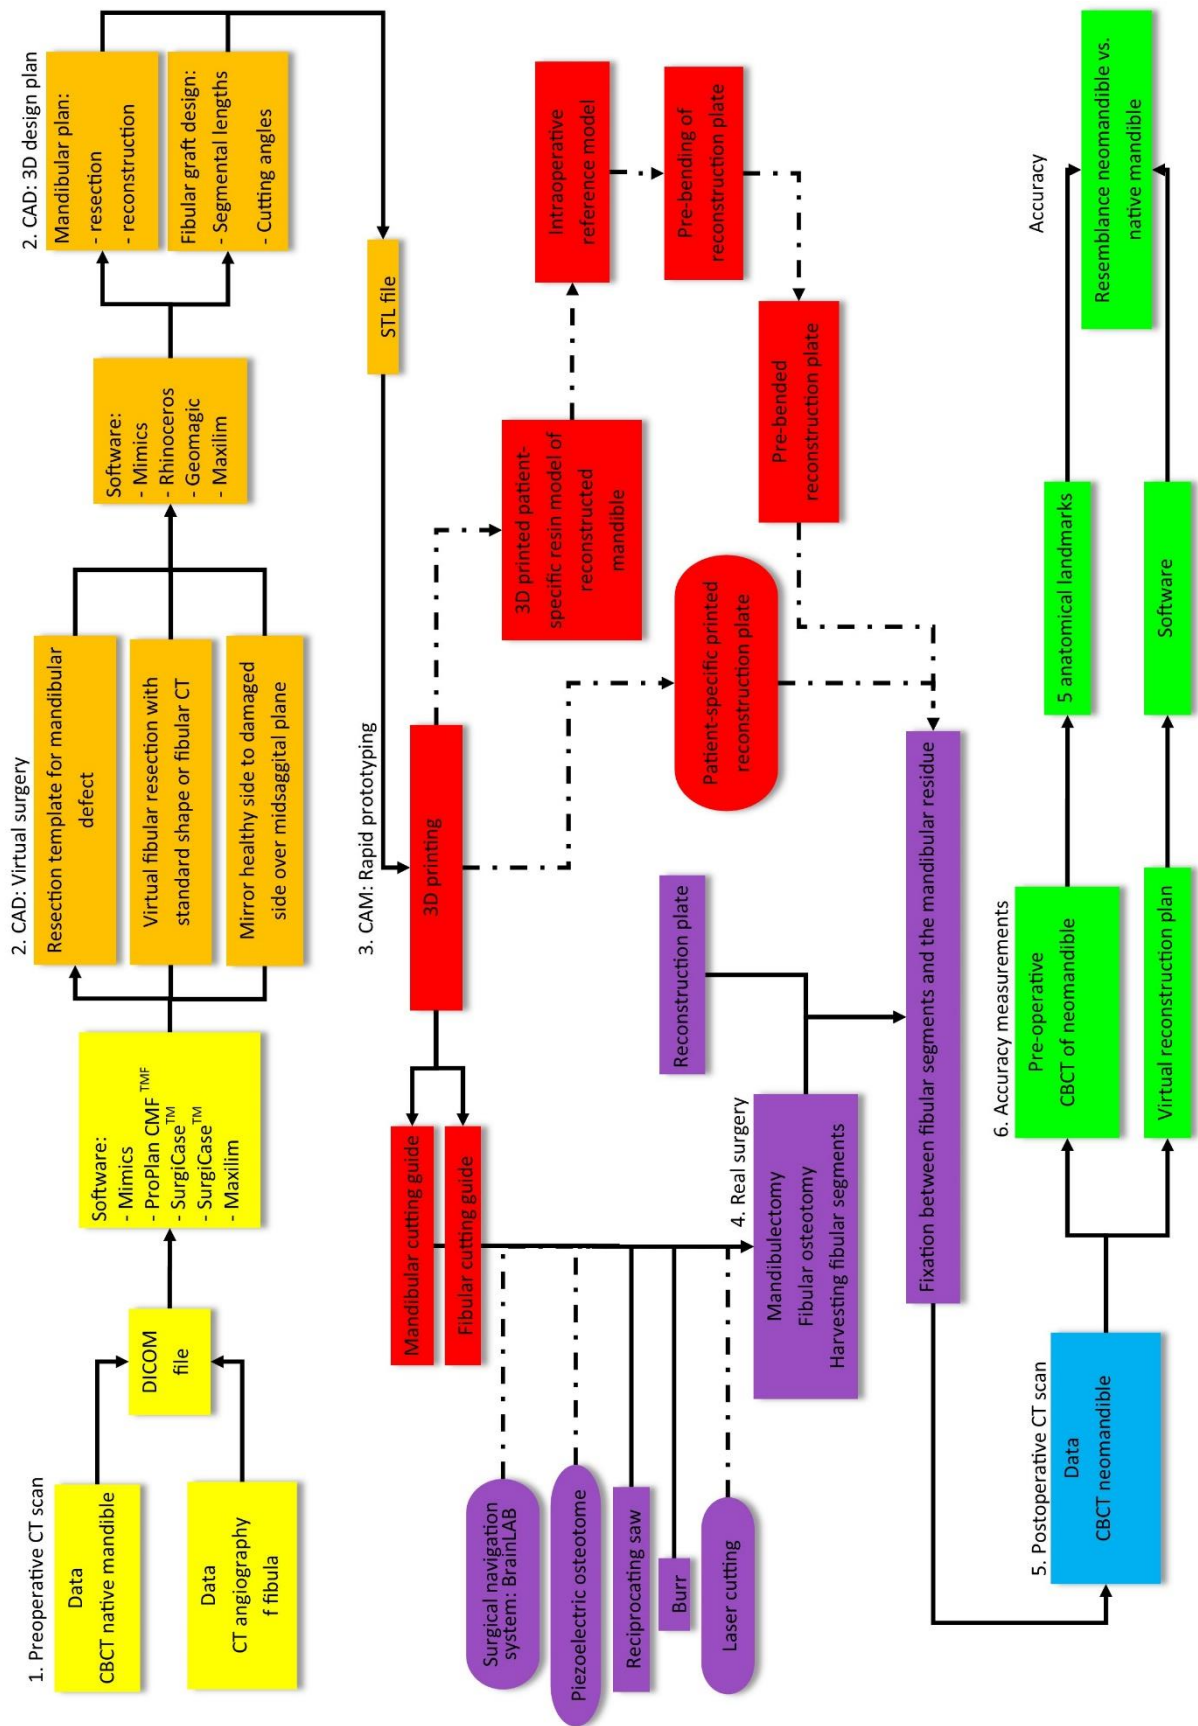 1. Preoperative CT scan
Data
CBCT native mandible
Data
CT angiography
f fibula
DICOM
file
Software:
- Mimics
- ProPlan CMF TMF
- SurgiCase™
- SurgiCase™
- Maxilim
2. CAD: Virtual surgery
Resection template for mandibular
defect
Virtual fibular resection with
standard shape or fibular CT
Mirror healthy side to damaged
side over midsaggital plane
Software:
- Mimics
- Rhinoceros
- Geomagic
- Maxilim
2. CAD: 3D design plan
Mandibular plan:
- resection
- reconstruction
Fibular graft design:
- Segmental lengths
- Cutting angles
STL file
3. CAM: Rapid prototyping
3D printing
Mandibular cutting guide
Fibular cutting guide
3D printed patient-
specific resin model of
reconstructed
mandible
Intraoperative
reference model
Pre-bending of
reconstruction plate
Pre-bended
reconstruction plate
Patient-specific printed
reconstruction plate
Surgical navigation
system: BrainLAB
Piezoelectric osteotome
Reciprocating saw
Burr
Laser cutting
4. Real surgery
Mandibulectomy
Fibular osteotomy
Harvesting fibular segments
Reconstruction plate
Fixation between fibular segments and the mandibular residue
5. Postoperative CT scan
Data
CBCT neomandible
6. Accuracy measurements
Pre-operative
CBCT of neomandible
Virtual reconstruction plan
5 anatomical landmarks
Software
Accuracy
Resemblance neomandible vs.
native mandible